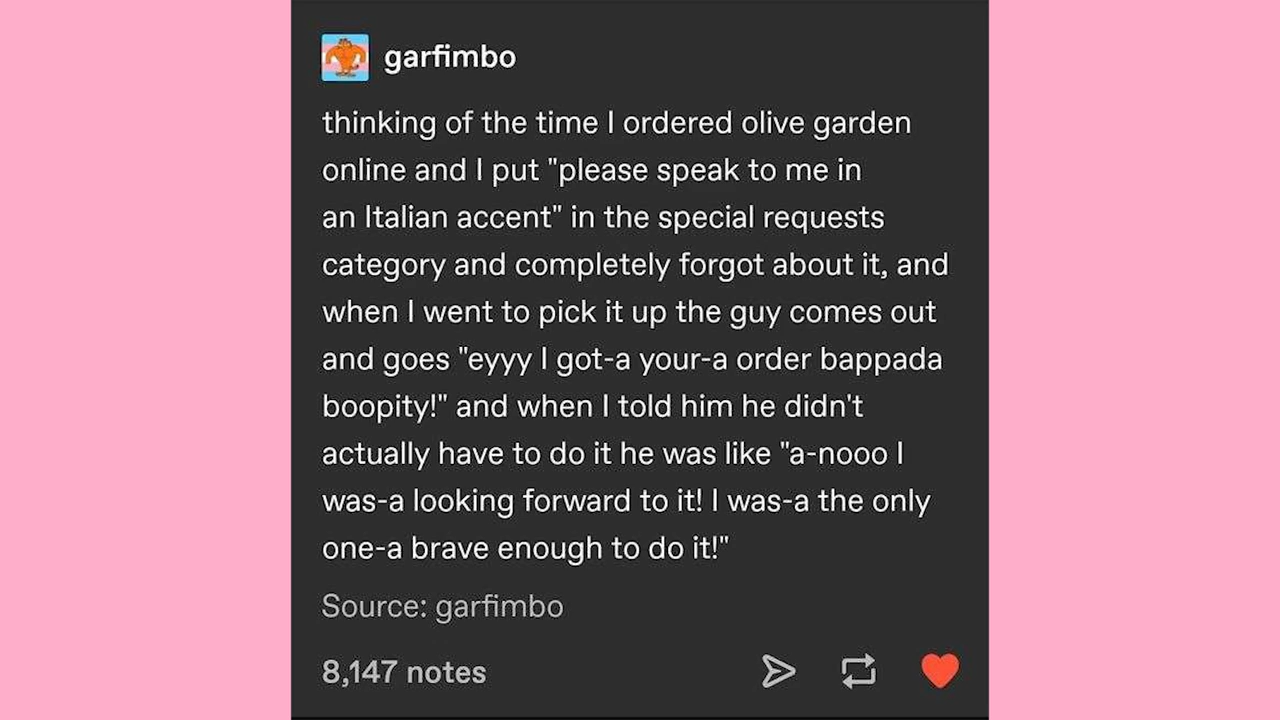 garfimbo
thinking of the time I ordered olive garden
online and I put "please speak to me in
an Italian accent" in the special requests
category and completely forgot about it, and
when I went to pick it up the guy comes out
and goes "eyyy I got-a your-a order bappada
boopity!" and when I told him he didn't
actually have to do it he was like "a-nooo I
was-a looking forward to it! I was-a the only
one-a brave enough to do it!"
Source: garfimbo
8,147 notes